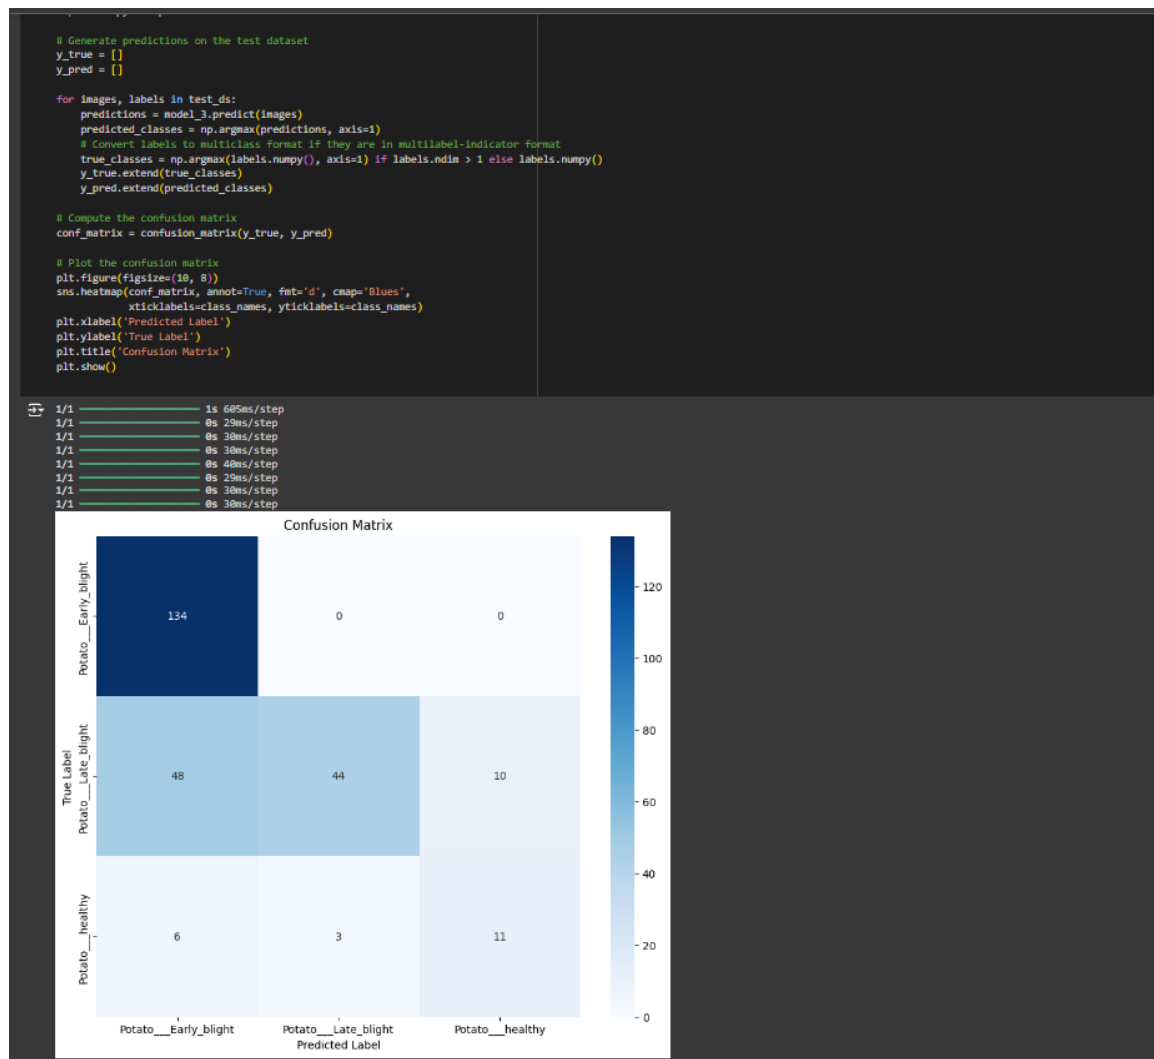 # Generate predictions on the test dataset
y_true = []
y_pred = []
for images, labels in test_ds:
    predictions = model_3.predict(images)
    predicted_classes = np.argmax(predictions, axis=1)
    # Convert labels to multiclass format if they are in multilabel-indicator format
    true_classes = np.argmax(labels.numpy(), axis=1) if labels.ndim > 1 else labels.numpy()
    y_true.extend(true_classes)
    y_pred.extend(predicted_classes)
# Compute the confusion matrix
conf_matrix = confusion_matrix(y_true, y_pred)
# Plot the confusion matrix
plt.figure(figsize=(10, 8))
sns.heatmap(conf_matrix, annot=True, fmt='d', cmap='Blues',
            xticklabels=class_names, yticklabels=class_names)
plt.xlabel('Predicted Label')
plt.ylabel('True Label')
plt.title('Confusion Matrix')
plt.show()
1/1 1s 605ms/step
1/1 0s 29ms/step
1/1 0s 30ms/step
1/1 0s 30ms/step
1/1 0s 40ms/step
1/1 0s 29ms/step
1/1 0s 30ms/step
1/1 0s 30ms/step
Confusion Matrix
True Label
Potato___Early_blight
134 0 0
Potato___Late_blight
48 44 10
Potato___healthy
6 3 11
Potato___Early_blight Potato___Late_blight Potato___healthy
Predicted Label
120
100
80
60
40
20
0